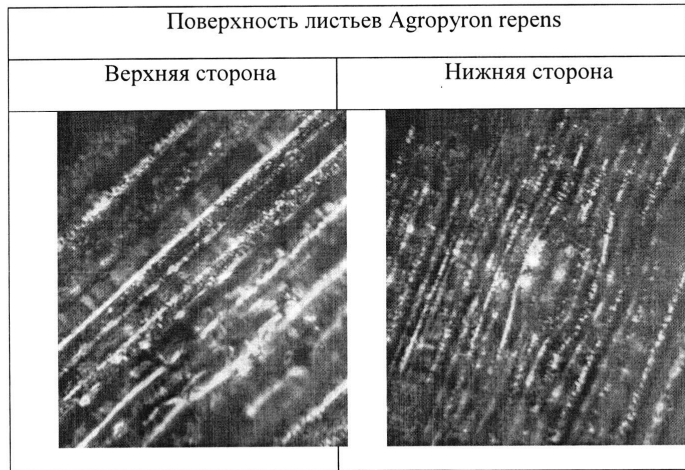 Поверхность листьев Agropyron repens
Верхняя сторона
Нижняя сторона